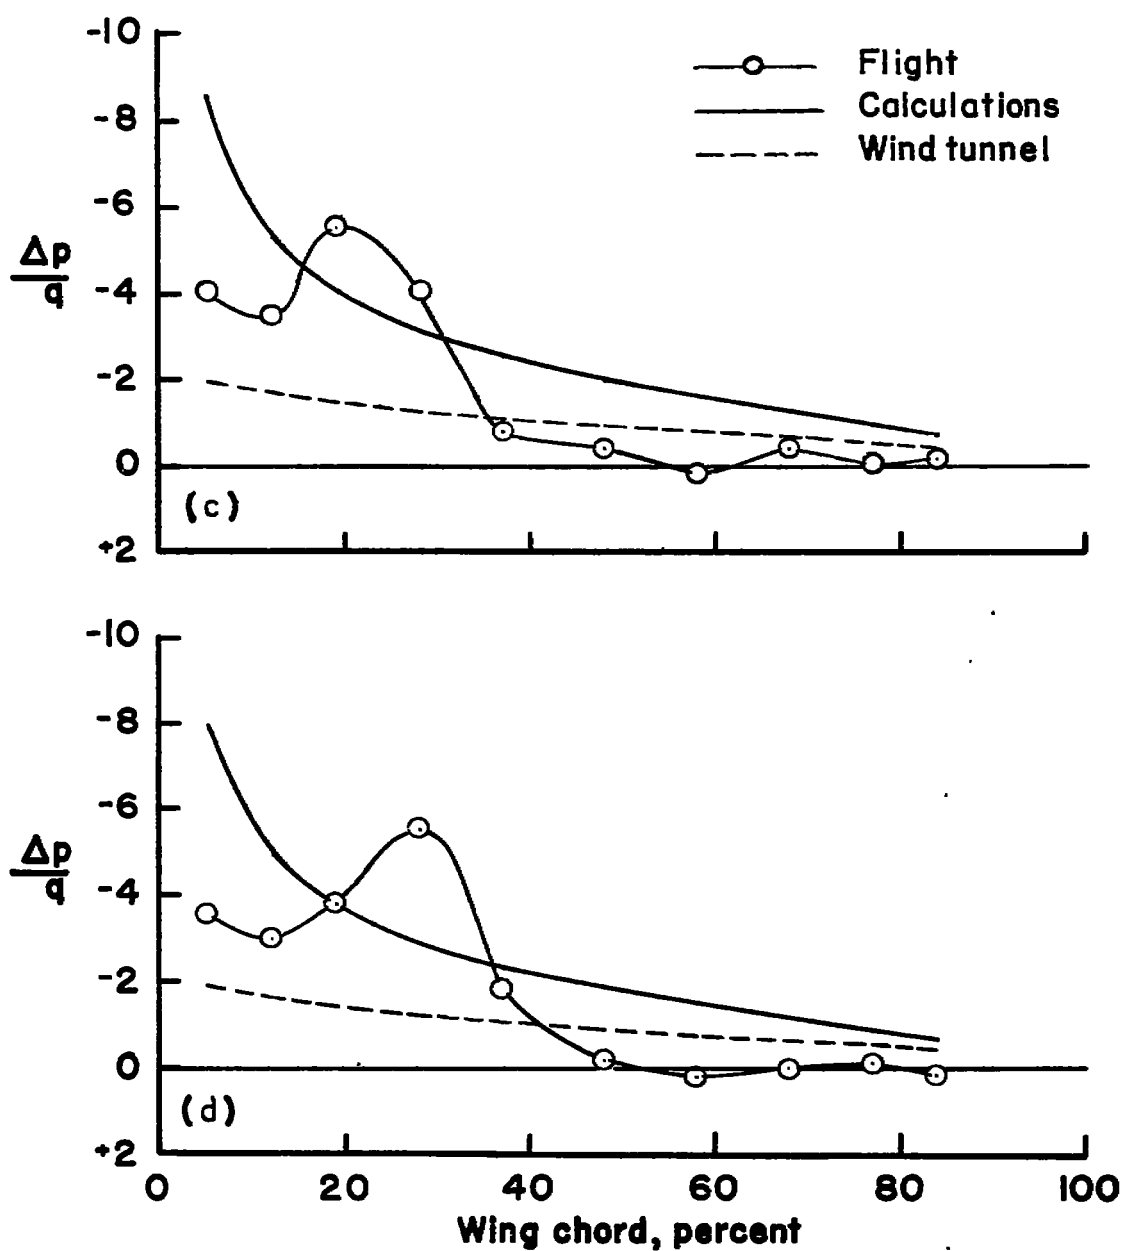 -10
-8
-6
-4
-2
0
+2
Δp
q
Flight
Calculations
Wind tunnel
(c)
-10
-8
-6
-4
-2
0
+2
Δp
q
(d)
0 20 40 60 80 100
Wing chord, percent